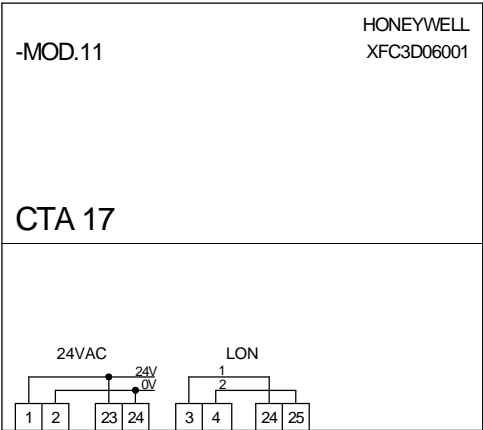 HONEYWELL
-MOD.11 XFC3D06001
CTA 17
24VAC LON
24V 1
0V 2
1 2 23 24 3 4 24 25